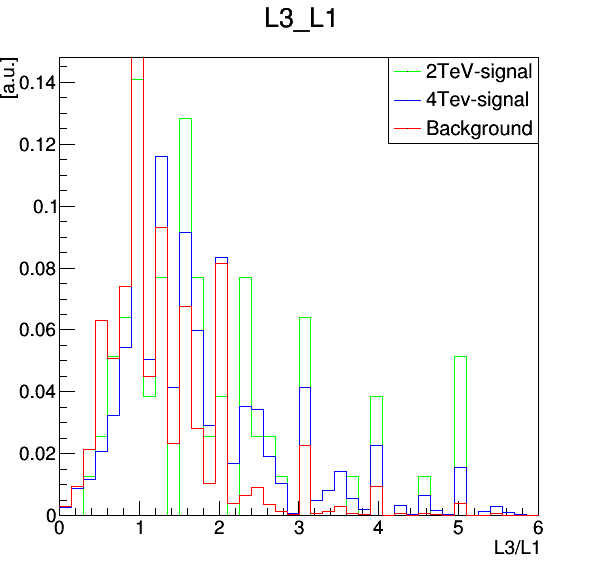 L3_L1
[a.u.]
2TeV-signal
4Tev-signal
Background
0.14
0.12
0.1
0.08
0.06
0.04
0.02
0
0 1 2 3 4 5 6
L3/L1